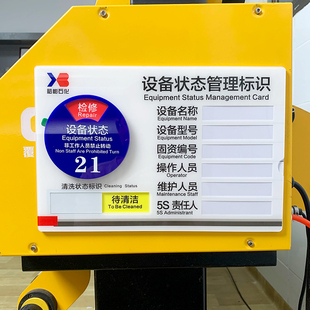 柏栢石化
设备状态管理标识
Equipment Status Management Card
检修
Repair
设备状态
Equipment Status
非工作人员禁止转动
Non Staff Are Prohibited Turn
21
清洗状态标识 Cleaning Status
待清洁
To Be Cleaned
设备名称
Equipment Name
设备型号
Equipment Model
固资编号
Equipment Code
操作人员
Operator
维护人员
Maintenance Staff
5S 责任人
5S Administrant